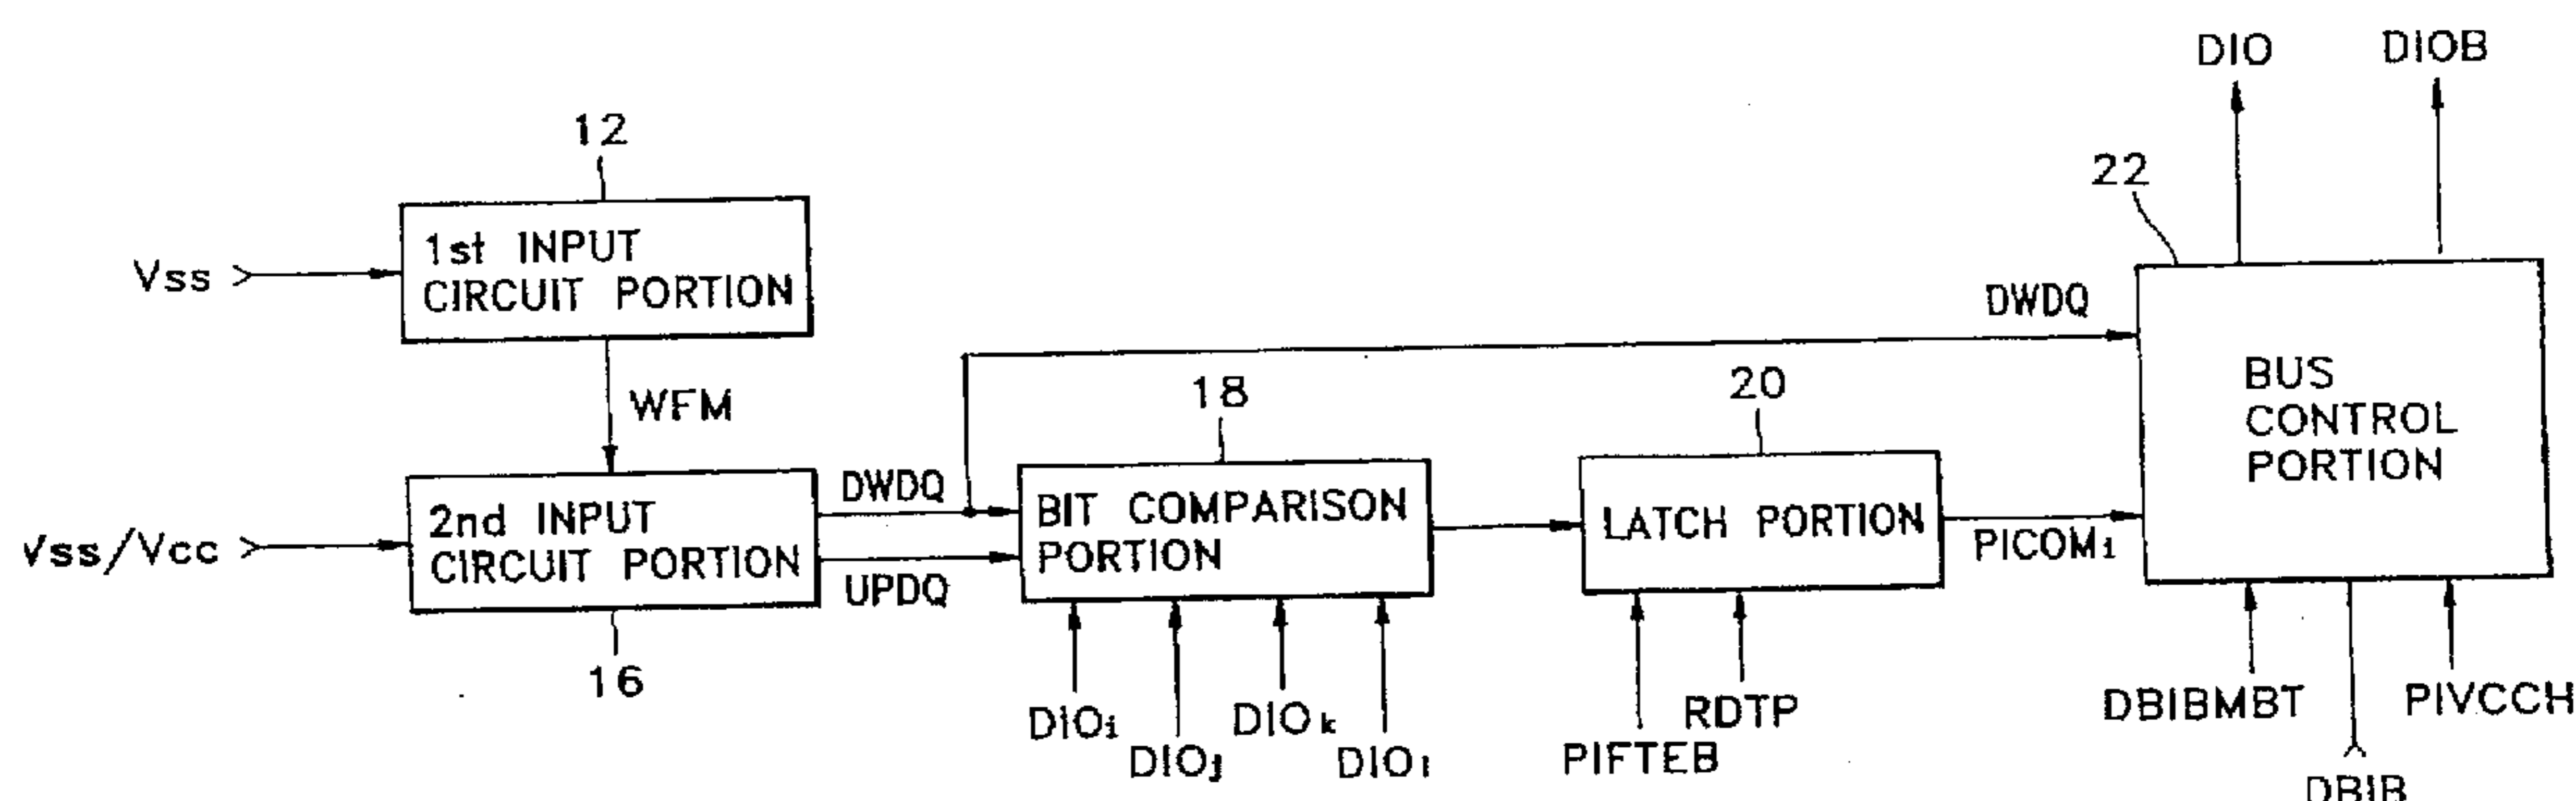 DIO
DIOB
12
22
1st INPUT
CIRCUIT PORTION
Vss
DWDQ
WFM
18
20
BUS
CONTROL
PORTION
2nd INPUT
CIRCUIT PORTION
Vss/Vcc
DWDQ
UPDQ
BIT COMPARISON
PORTION
LATCH PORTION
PICOMi
16
DIOi
DIOj
DIOk
DIOl
PIFTEB
RDTP
DBIBMBT
PIVCCH
DBIB